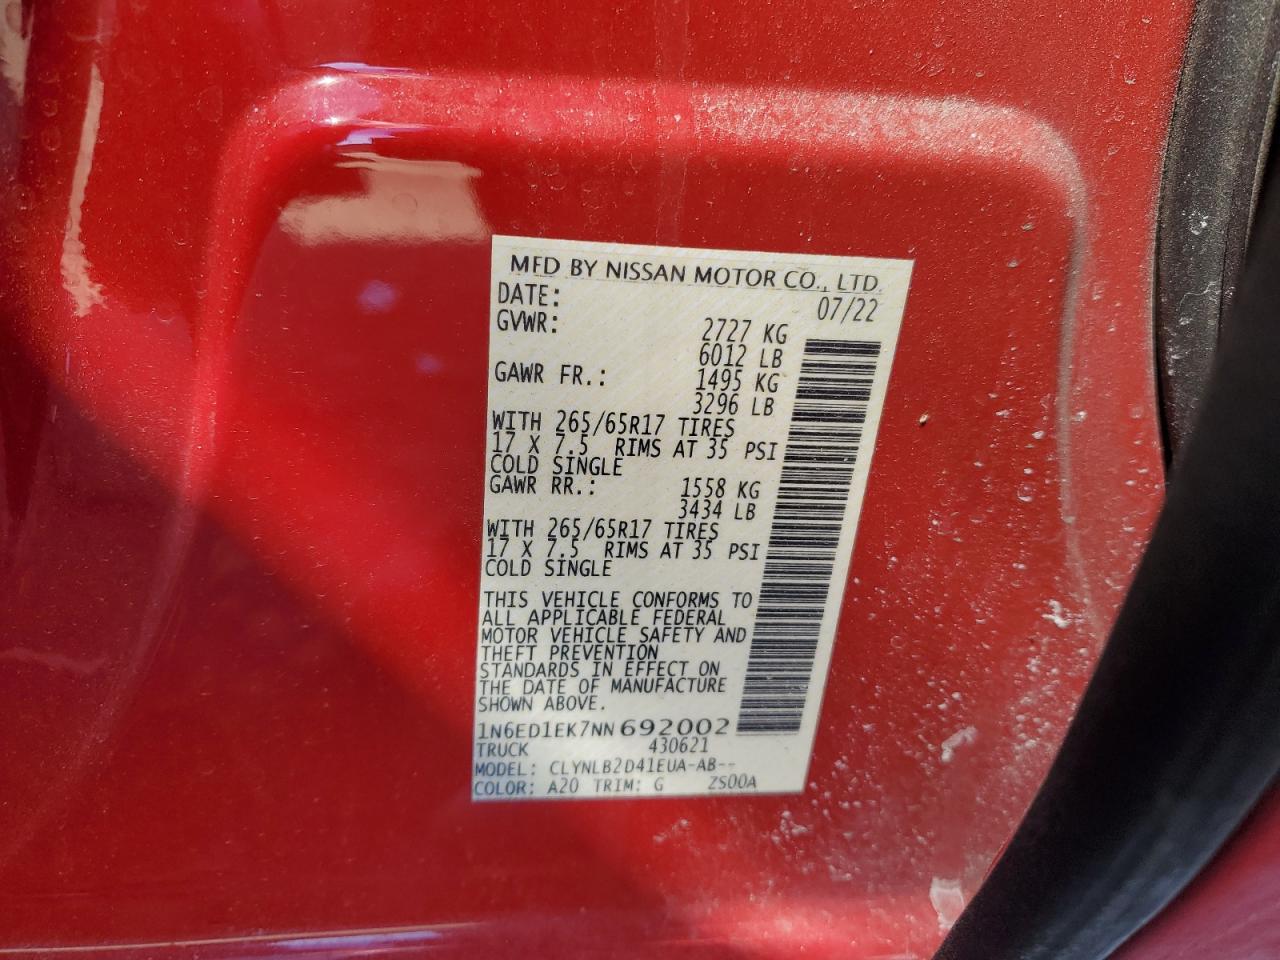 MFD BY NISSAN MOTOR CO., LTD.
DATE: 07/22
GVWR: 2727 KG
6012 LB
GAWR FR.: 1495 KG
3296 LB
WITH 265/65R17 TIRES
17 X 7.5 RIMS AT 35 PSI
COLD SINGLE
GAWR RR.: 1558 KG
3434 LB
WITH 265/65R17 TIRES
17 X 7.5 RIMS AT 35 PSI
COLD SINGLE
THIS VEHICLE CONFORMS TO
ALL APPLICABLE FEDERAL
MOTOR VEHICLE SAFETY AND
THEFT PREVENTION
STANDARDS IN EFFECT ON
THE DATE OF MANUFACTURE
SHOWN ABOVE.
1N6ED1EK7NN692002
TRUCK 430621
MODEL: CLYNLB2D41EUA-AB--
COLOR: A20 TRIM: G ZS00A